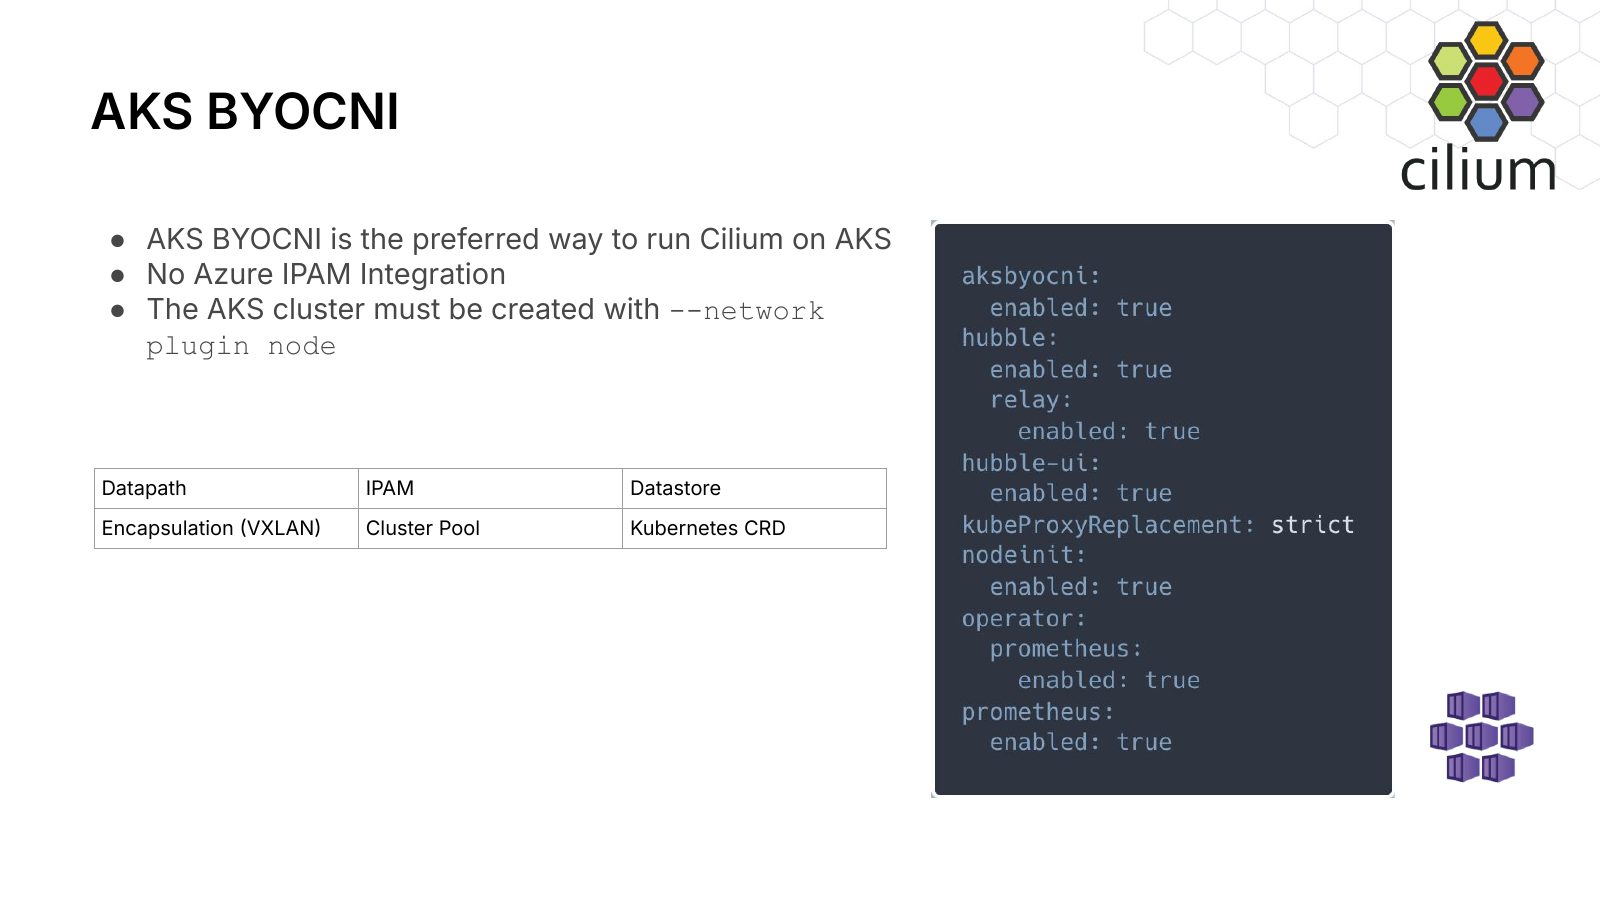 AKS BYOCNI
cilium
● AKS BYOCNI is the preferred way to run Cilium on AKS
● No Azure IPAM Integration
● The AKS cluster must be created with --network
plugin node
Datapath IPAM Datastore
Encapsulation (VXLAN) Cluster Pool Kubernetes CRD
aksbyocni:
  enabled: true
hubble:
  enabled: true
  relay:
    enabled: true
hubble-ui:
  enabled: true
kubeProxyReplacement: strict
nodeinit:
  enabled: true
operator:
  prometheus:
    enabled: true
prometheus:
  enabled: true